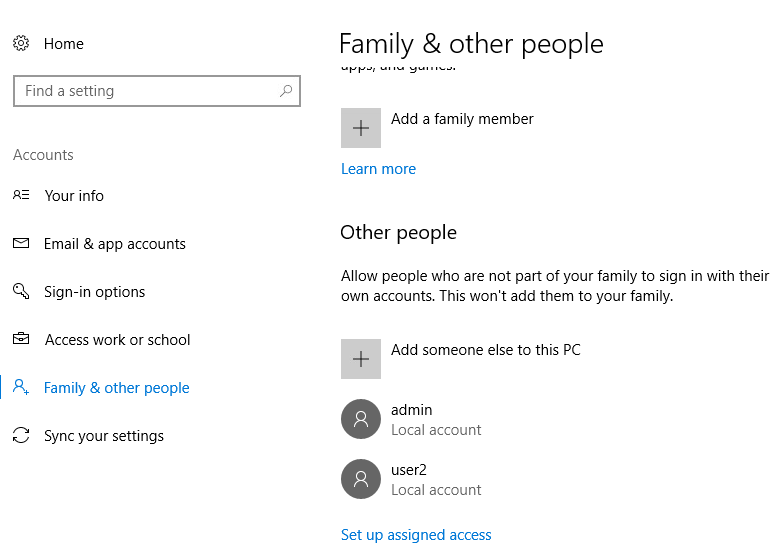 Home
Find a setting
Accounts
Your info
Email & app accounts
Sign-in options
Access work or school
Family & other people
Sync your settings
Family & other people
apps, and games.
Add a family member
Learn more
Other people
Allow people who are not part of your family to sign in with their
own accounts. This won't add them to your family.
Add someone else to this PC
admin
Local account
user2
Local account
Set up assigned access